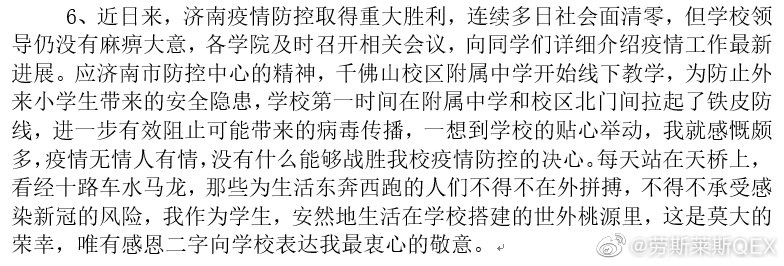 6、近日来，济南疫情防控取得重大胜利，连续多日社会面清零，但学校领
导仍没有麻痹大意，各学院及时召开相关会议，向同学们详细介绍疫情工作最新
进展。应济南市防控中心的精神，千佛山校区附属中学开始线下教学，为防止外
来小学生带来的安全隐患，学校第一时间在附属中学和校区北门间拉起了铁皮防
线，进一步有效阻止可能带来的病毒传播，一想到学校的贴心举动，我就感慨颇
多，疫情无情人有情，没有什么能够战胜我校疫情防控的决心。每天站在天桥上，
看经十路车水马龙，那些为生活东奔西跑的人们不得不在外拼搏，不得不承受感
染新冠的风险，我作为学生，安然地生活在学校搭建的世外桃源里，这是莫大的
荣幸，唯有感恩二字向学校表达我最衷心的敬意。
@劳斯莱斯QEX